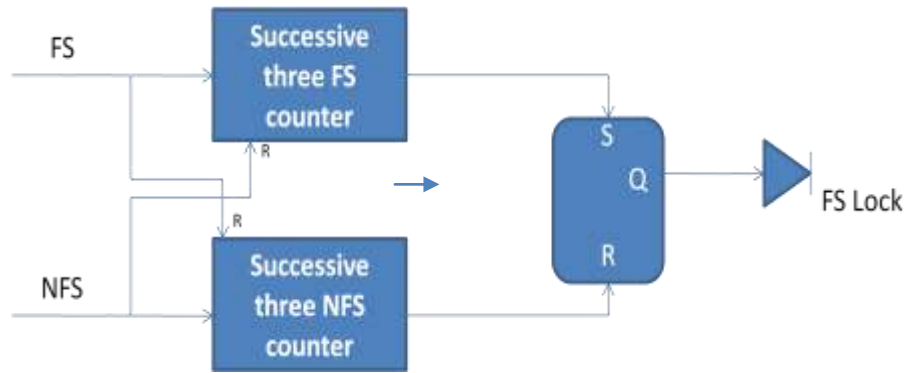 FS
Successive
three FS
counter
R
S
Q
FS Lock
R
R
NFS
Successive
three NFS
counter